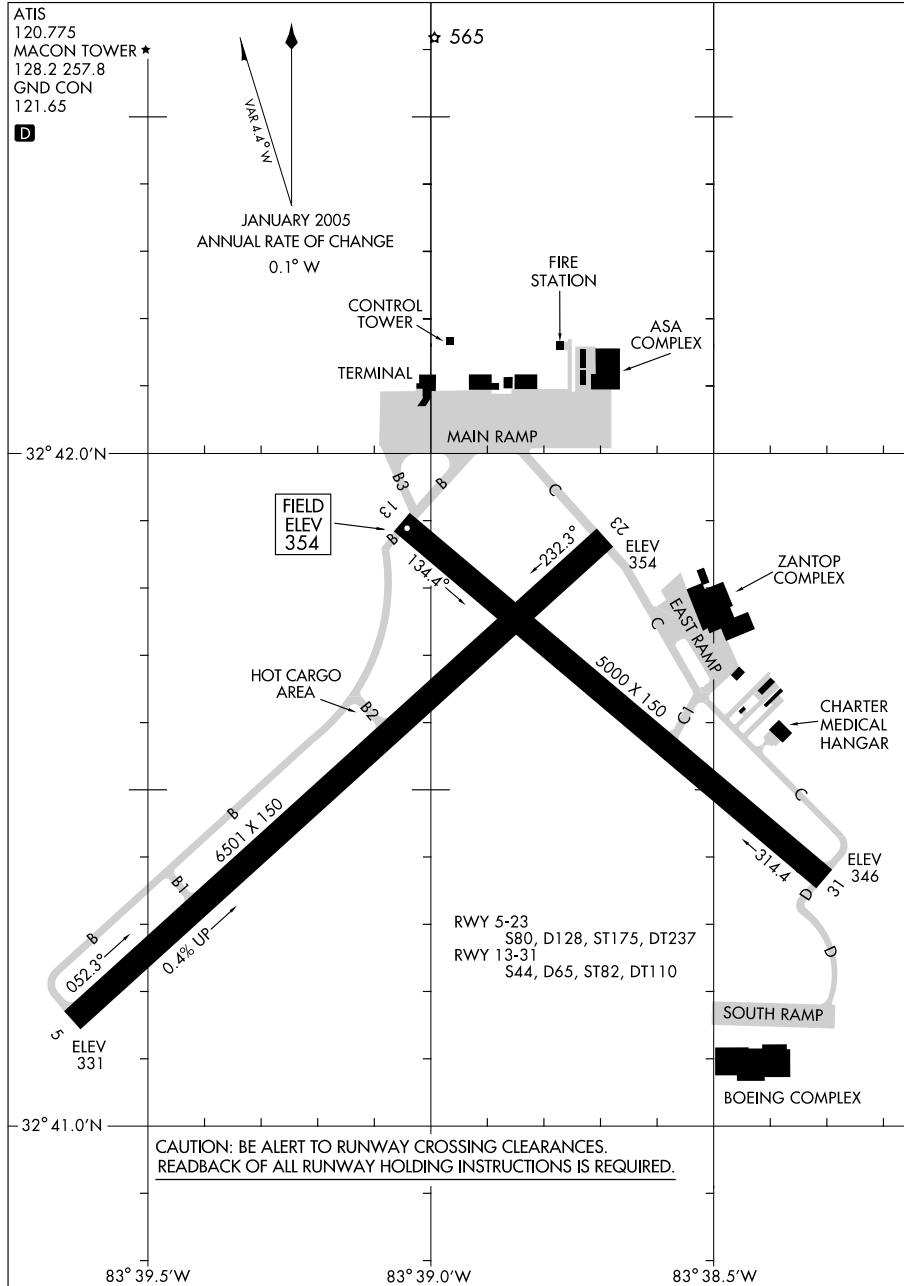 ATIS
120.775
MACON TOWER ★
128.2 257.8
GND CON
121.65
D
565
VAR 4.4° W
JANUARY 2005
ANNUAL RATE OF CHANGE
0.1° W
FIRE
STATION
CONTROL
TOWER
ASA
COMPLEX
TERMINAL
MAIN RAMP
32° 42.0'N
B3
B
C
FIELD
ELEV
354
13
B
134.4°
232.3°
23
ELEV
354
ZANTOP
COMPLEX
C
EAST RAMP
HOT CARGO
AREA
B2
5000 X 150
C1
CHARTER
MEDICAL
HANGAR
C
B
6501 X 150
314.4
ELEV
346
31
D
B1
B
052.3°
0.4% UP
RWY 5-23
S80, D128, ST175, DT237
RWY 13-31
S44, D65, ST82, DT110
D
SOUTH RAMP
5
ELEV
331
BOEING COMPLEX
32° 41.0'N
CAUTION: BE ALERT TO RUNWAY CROSSING CLEARANCES.
READBACK OF ALL RUNWAY HOLDING INSTRUCTIONS IS REQUIRED.
83° 39.5'W
83° 39.0'W
83° 38.5'W